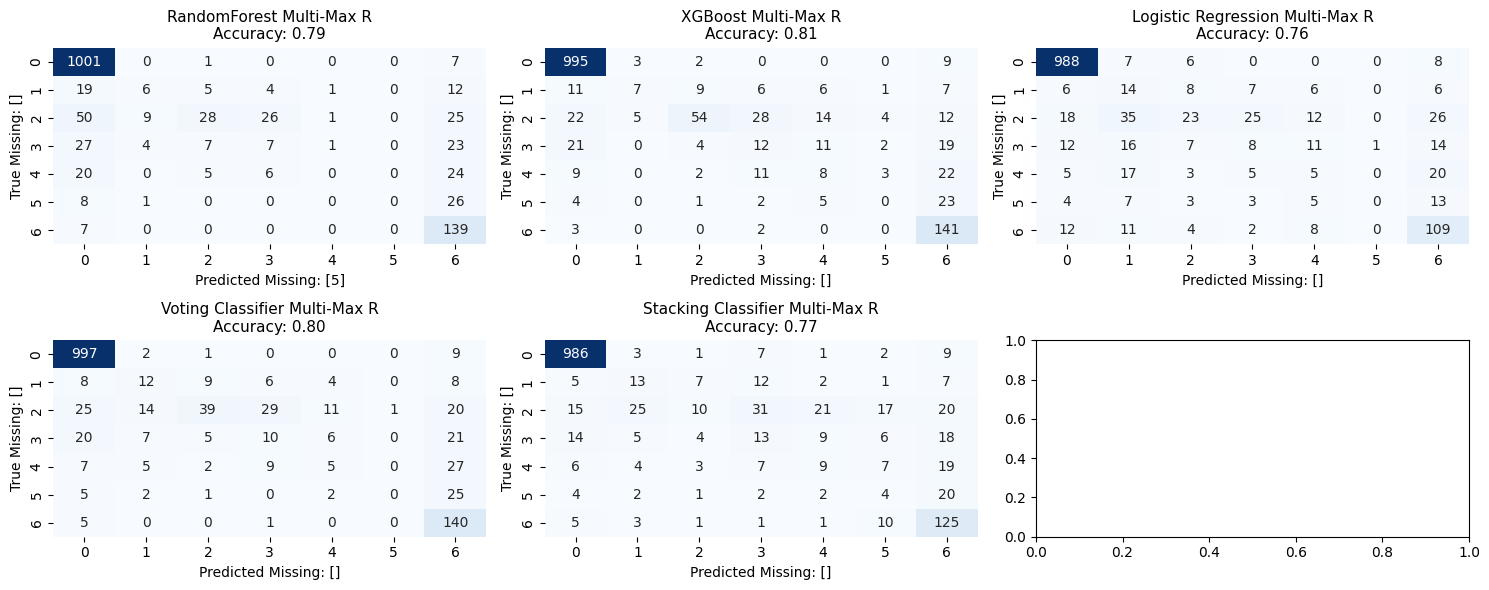 RandomForest Multi-Max R
Accuracy: 0.79
True Missing: []
0 1001 0 1 0 0 0 7
1 19 6 5 4 1 0 12
2 50 9 28 26 1 0 25
3 27 4 7 7 1 0 23
4 20 0 5 6 0 0 24
5 8 1 0 0 0 0 26
6 7 0 0 0 0 0 139
0 1 2 3 4 5 6
Predicted Missing: [5]
XGBoost Multi-Max R
Accuracy: 0.81
True Missing: []
0 995 3 2 0 0 0 9
1 11 7 9 6 6 1 7
2 22 5 54 28 14 4 12
3 21 0 4 12 11 2 19
4 9 0 2 11 8 3 22
5 4 0 1 2 5 0 23
6 3 0 0 2 0 0 141
0 1 2 3 4 5 6
Predicted Missing: []
Logistic Regression Multi-Max R
Accuracy: 0.76
True Missing: []
0 988 7 6 0 0 0 8
1 6 14 8 7 6 0 6
2 18 35 23 25 12 0 26
3 12 16 7 8 11 1 14
4 5 17 3 5 5 0 20
5 4 7 3 3 5 0 13
6 12 11 4 2 8 0 109
0 1 2 3 4 5 6
Predicted Missing: []
Voting Classifier Multi-Max R
Accuracy: 0.80
True Missing: []
0 997 2 1 0 0 0 9
1 8 12 9 6 4 0 8
2 25 14 39 29 11 1 20
3 20 7 5 10 6 0 21
4 7 5 2 9 5 0 27
5 5 2 1 0 2 0 25
6 5 0 0 1 0 0 140
0 1 2 3 4 5 6
Predicted Missing: []
Stacking Classifier Multi-Max R
Accuracy: 0.77
True Missing: []
0 986 3 1 7 1 2 9
1 5 13 7 12 2 1 7
2 15 25 10 31 21 17 20
3 14 5 4 13 9 6 18
4 6 4 3 7 9 7 19
5 4 2 1 2 2 4 20
6 5 3 1 1 1 10 125
0 1 2 3 4 5 6
Predicted Missing: []
1.0
0.8
0.6
0.4
0.2
0.0
0.0 0.2 0.4 0.6 0.8 1.0